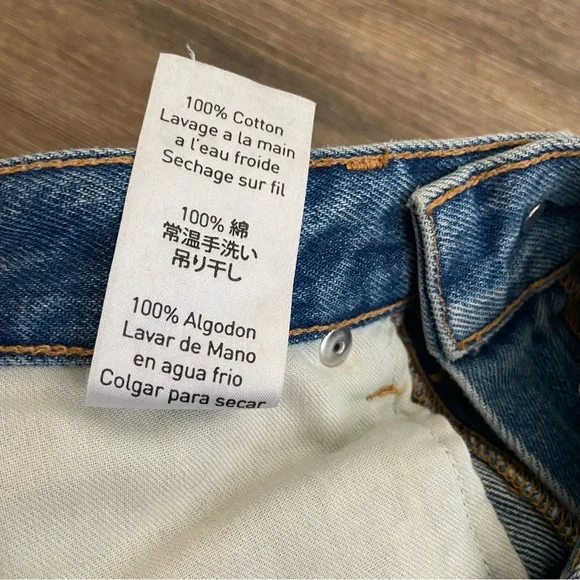 100% Cotton
Lavage a la main
a l'eau froide
Sechage sur fil
100% 綿
常温手洗い
吊り干し
100% Algodon
Lavar de Mano
en agua frio
Colgar para secar